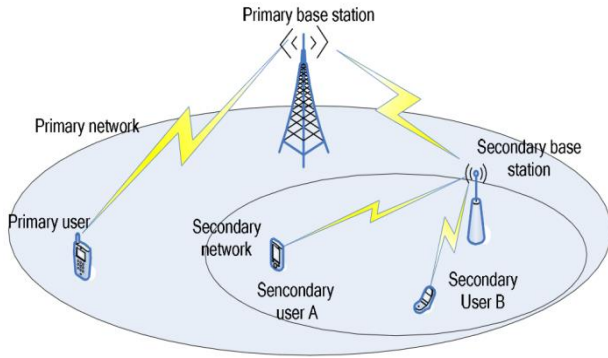 Primary base station
Primary network
Secondary base
station
Primary user
Secondary
network
Sencondary
user A
Secondary
User B